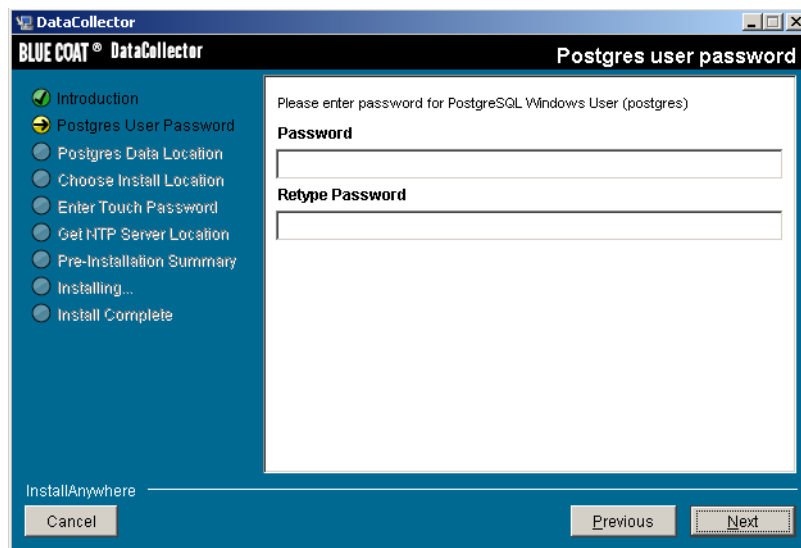 DataCollector
BLUE COAT ® DataCollector
Postgres user password
Introduction
Postgres User Password
Postgres Data Location
Choose Install Location
Enter Touch Password
Get NTP Server Location
Pre-Installation Summary
Installing...
Install Complete
Please enter password for PostgreSQL Windows User (postgres)
Password
Retype Password
InstallAnywhere
Cancel
Previous
Next